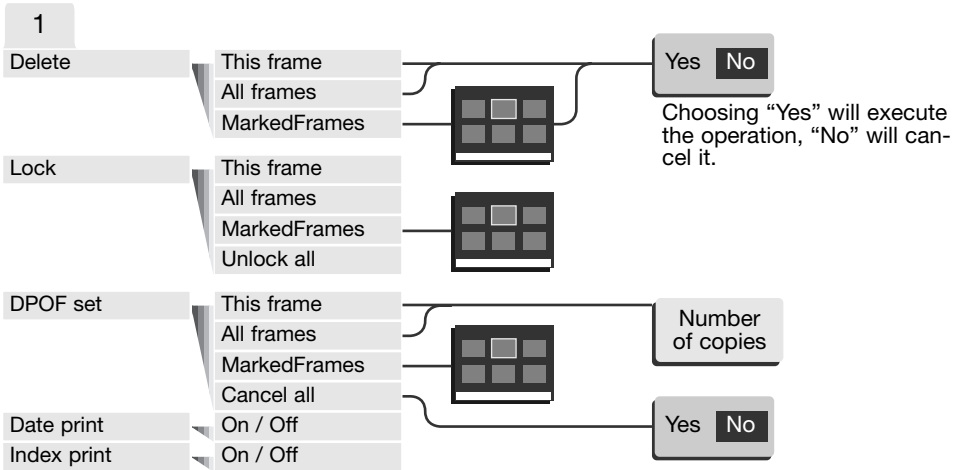 1
Delete
This frame
All frames
MarkedFrames
Yes No
Choosing “Yes” will execute
the operation, “No” will can-
cel it.
Lock
This frame
All frames
MarkedFrames
Unlock all
DPOF set
This frame
All frames
MarkedFrames
Cancel all
Number
of copies
Date print
On / Off
Yes No
Index print
On / Off